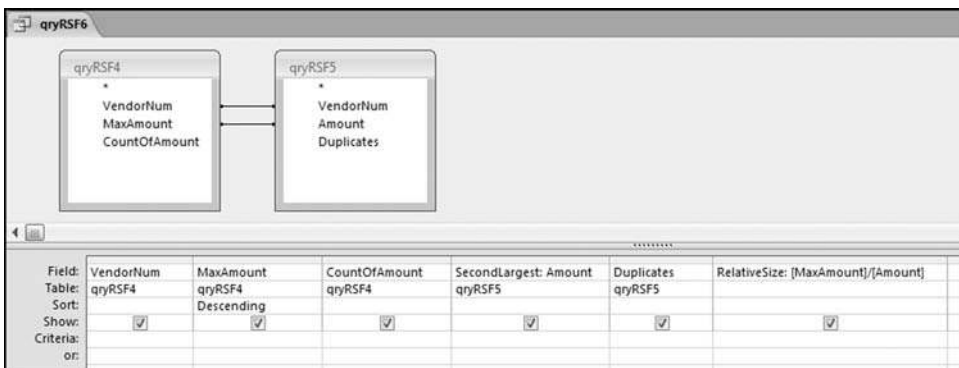 qryRSF6
qryRSF4
*
VendorNum
MaxAmount
CountOfAmount
qryRSF5
*
VendorNum
Amount
Duplicates
Field: VendorNum MaxAmount CountOfAmount SecondLargest: Amount Duplicates RelativeSize: [MaxAmount]/[Amount]
Table: qryRSF4 qryRSF4 qryRSF4 qryRSF5 qryRSF5
Sort: Descending
Show:
Criteria:
or: